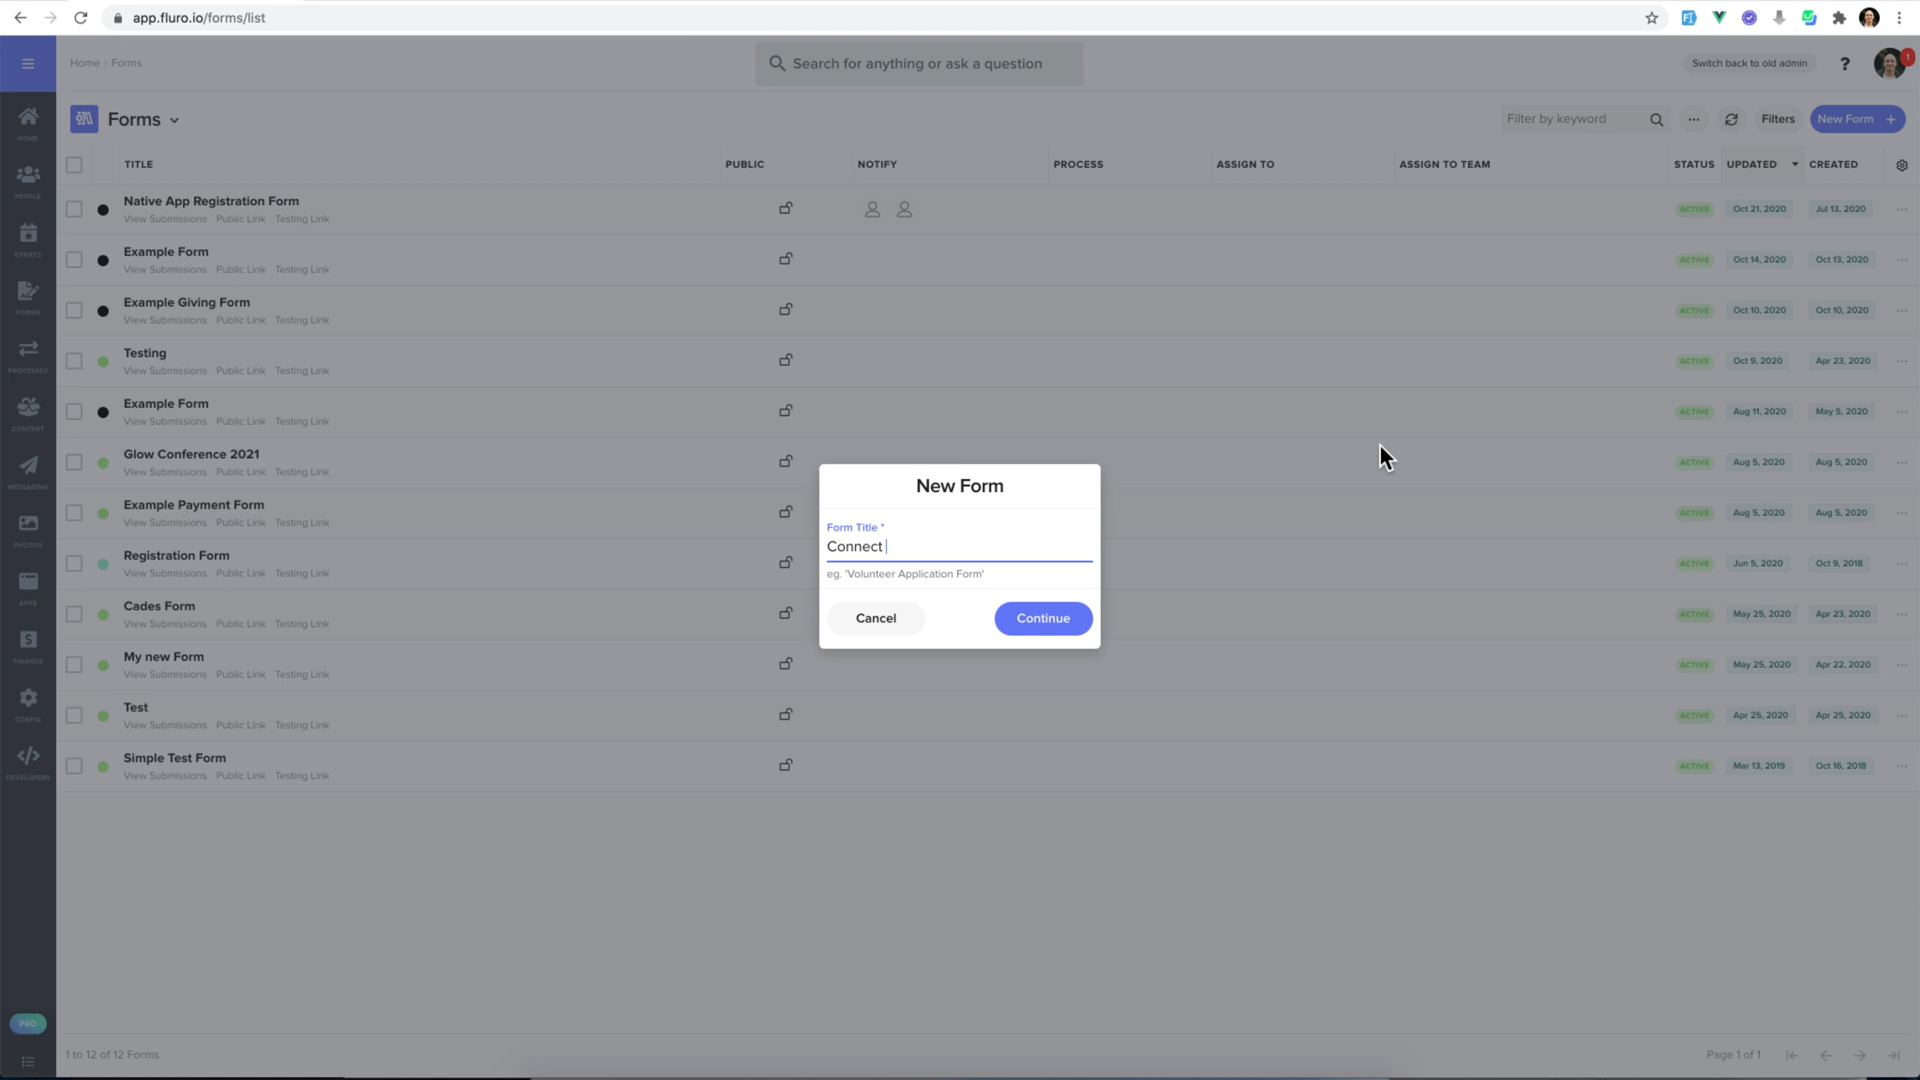 app.fluro.io/forms/list
Home > Forms
Search for anything or ask a question
Switch back to old admin
?
1
Forms
Filter by keyword
Filters
New Form +
TITLE PUBLIC NOTIFY PROCESS ASSIGN TO ASSIGN TO TEAM STATUS UPDATED CREATED
Native App Registration Form
View Submissions Public Link Testing Link
ACTIVE Oct 21, 2020 Jul 13, 2020
Example Form
View Submissions Public Link Testing Link
ACTIVE Oct 14, 2020 Oct 13, 2020
Example Giving Form
View Submissions Public Link Testing Link
ACTIVE Oct 10, 2020 Oct 10, 2020
Testing
View Submissions Public Link Testing Link
ACTIVE Oct 9, 2020 Apr 23, 2020
Example Form
View Submissions Public Link Testing Link
ACTIVE Aug 11, 2020 May 5, 2020
Glow Conference 2021
View Submissions Public Link Testing Link
ACTIVE Aug 5, 2020 Aug 5, 2020
Example Payment Form
View Submissions Public Link Testing Link
ACTIVE Aug 5, 2020 Aug 5, 2020
Registration Form
View Submissions Public Link Testing Link
ACTIVE Jun 5, 2020 Oct 9, 2018
Cades Form
View Submissions Public Link Testing Link
ACTIVE May 25, 2020 Apr 23, 2020
My new Form
View Submissions Public Link Testing Link
ACTIVE May 25, 2020 Apr 22, 2020
Test
View Submissions Public Link Testing Link
ACTIVE Apr 25, 2020 Apr 25, 2020
Simple Test Form
View Submissions Public Link Testing Link
ACTIVE Mar 13, 2019 Oct 16, 2018
New Form
Form Title *
Connect
eg. 'Volunteer Application Form'
Cancel
Continue
HOME
PEOPLE
EVENTS
FORMS
PROCESSES
CONTENT
MESSAGING
PHOTOS
APPS
FINANCE
CONFIG
DEVELOPERS
PRO
1 to 12 of 12 Forms
Page 1 of 1